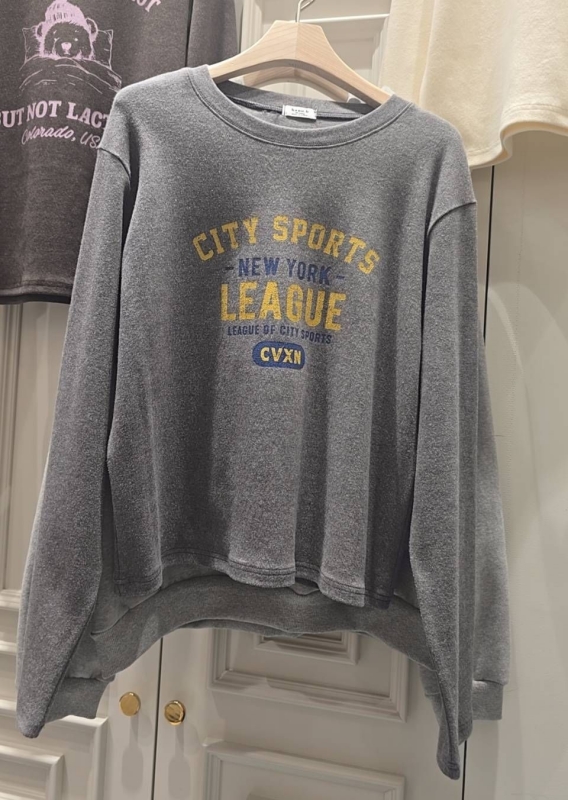 BUT NOT LACT
Colorado, US
CITY SPORTS
-NEW YORK-
LEAGUE
LEAGUE OF CITY SPORTS
CVXN